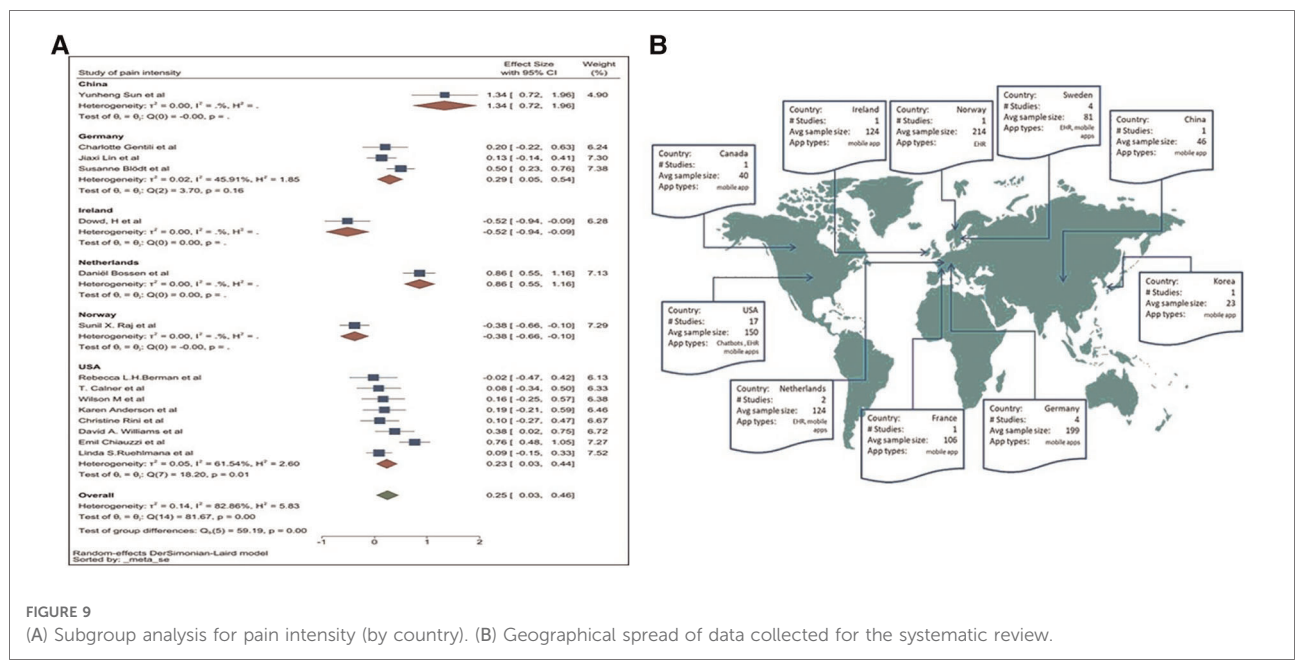 A
Study of pain intensity Effect Size with 95% CI Weight (%)
China
Yunheng Sun et al 1.34 [ 0.72, 1.96] 4.90
Heterogeneity: τ² = 0.00, I² = .%, H² = . 1.34 [ 0.72, 1.96]
Test of θᵢ = θⱼ: Q(0) = -0.00, p = .
Germany
Charlotte Gentili et al 0.20 [ -0.22, 0.63] 6.24
Jiaxi Lin et al 0.13 [ -0.14, 0.41] 7.30
Susanne Blödt et al 0.50 [ 0.23, 0.76] 7.38
Heterogeneity: τ² = 0.02, I² = 45.91%, H² = 1.85 0.29 [ 0.05, 0.54]
Test of θᵢ = θⱼ: Q(2) = 3.70, p = 0.16
Ireland
Dowd, H et al -0.52 [ -0.94, -0.09] 6.28
Heterogeneity: τ² = 0.00, I² = .%, H² = . -0.52 [ -0.94, -0.09]
Test of θᵢ = θⱼ: Q(0) = 0.00, p = .
Netherlands
Daniël Bossen et al 0.86 [ 0.55, 1.16] 7.13
Heterogeneity: τ² = 0.00, I² = .%, H² = . 0.86 [ 0.55, 1.16]
Test of θᵢ = θⱼ: Q(0) = 0.00, p = .
Norway
Sunil X. Raj et al -0.38 [ -0.66, -0.10] 7.29
Heterogeneity: τ² = 0.00, I² = .%, H² = . -0.38 [ -0.66, -0.10]
Test of θᵢ = θⱼ: Q(0) = -0.00, p = .
USA
Rebecca L.H.Berman et al -0.02 [ -0.47, 0.42] 6.13
T. Calner et al 0.08 [ -0.34, 0.50] 6.33
Wilson M et al 0.16 [ -0.25, 0.57] 6.38
Karen Anderson et al 0.19 [ -0.21, 0.59] 6.46
Christine Rini et al 0.10 [ -0.27, 0.47] 6.67
David A. Williams et al 0.38 [ 0.02, 0.75] 6.72
Emil Chiauzzi et al 0.76 [ 0.48, 1.05] 7.27
Linda S.Ruehlmana et al 0.09 [ -0.15, 0.33] 7.52
Heterogeneity: τ² = 0.05, I² = 61.54%, H² = 2.60 0.23 [ 0.03, 0.44]
Test of θᵢ = θⱼ: Q(7) = 18.20, p = 0.01
Overall 0.25 [ 0.03, 0.46]
Heterogeneity: τ² = 0.14, I² = 82.86%, H² = 5.83
Test of θᵢ = θⱼ: Q(14) = 81.67, p = 0.00
Test of group differences: Q_b(5) = 59.19, p = 0.00
-1 0 1 2
Random-effects DerSimonian-Laird model
Sorted by: _meta_se
B
Country: Canada
# Studies: 1
Avg sample size: 40
App types: mobile app
Country: Ireland
# Studies: 1
Avg sample size: 124
App types: mobile app
Country: Norway
# Studies: 1
Avg sample size: 214
App types: EHR
Country: Sweden
# Studies: 4
Avg sample size: 81
App types: EHR, mobile
apps
Country: China
# Studies: 1
Avg sample size: 46
App types: mobile app
Country: USA
# Studies: 17
Avg sample size: 150
App types: Chatbots , EHR
mobile apps
Country: Korea
# Studies: 1
Avg sample size: 23
App types: mobile app
Country: Netherlands
# Studies: 2
Avg sample size: 124
App types: EHR, mobile
apps
Country: France
# Studies: 1
Avg sample size: 106
App types: mobile app
Country: Germany
# Studies: 4
Avg sample size: 199
App types: mobile apps
FIGURE 9
(A) Subgroup analysis for pain intensity (by country). (B) Geographical spread of data collected for the systematic review.